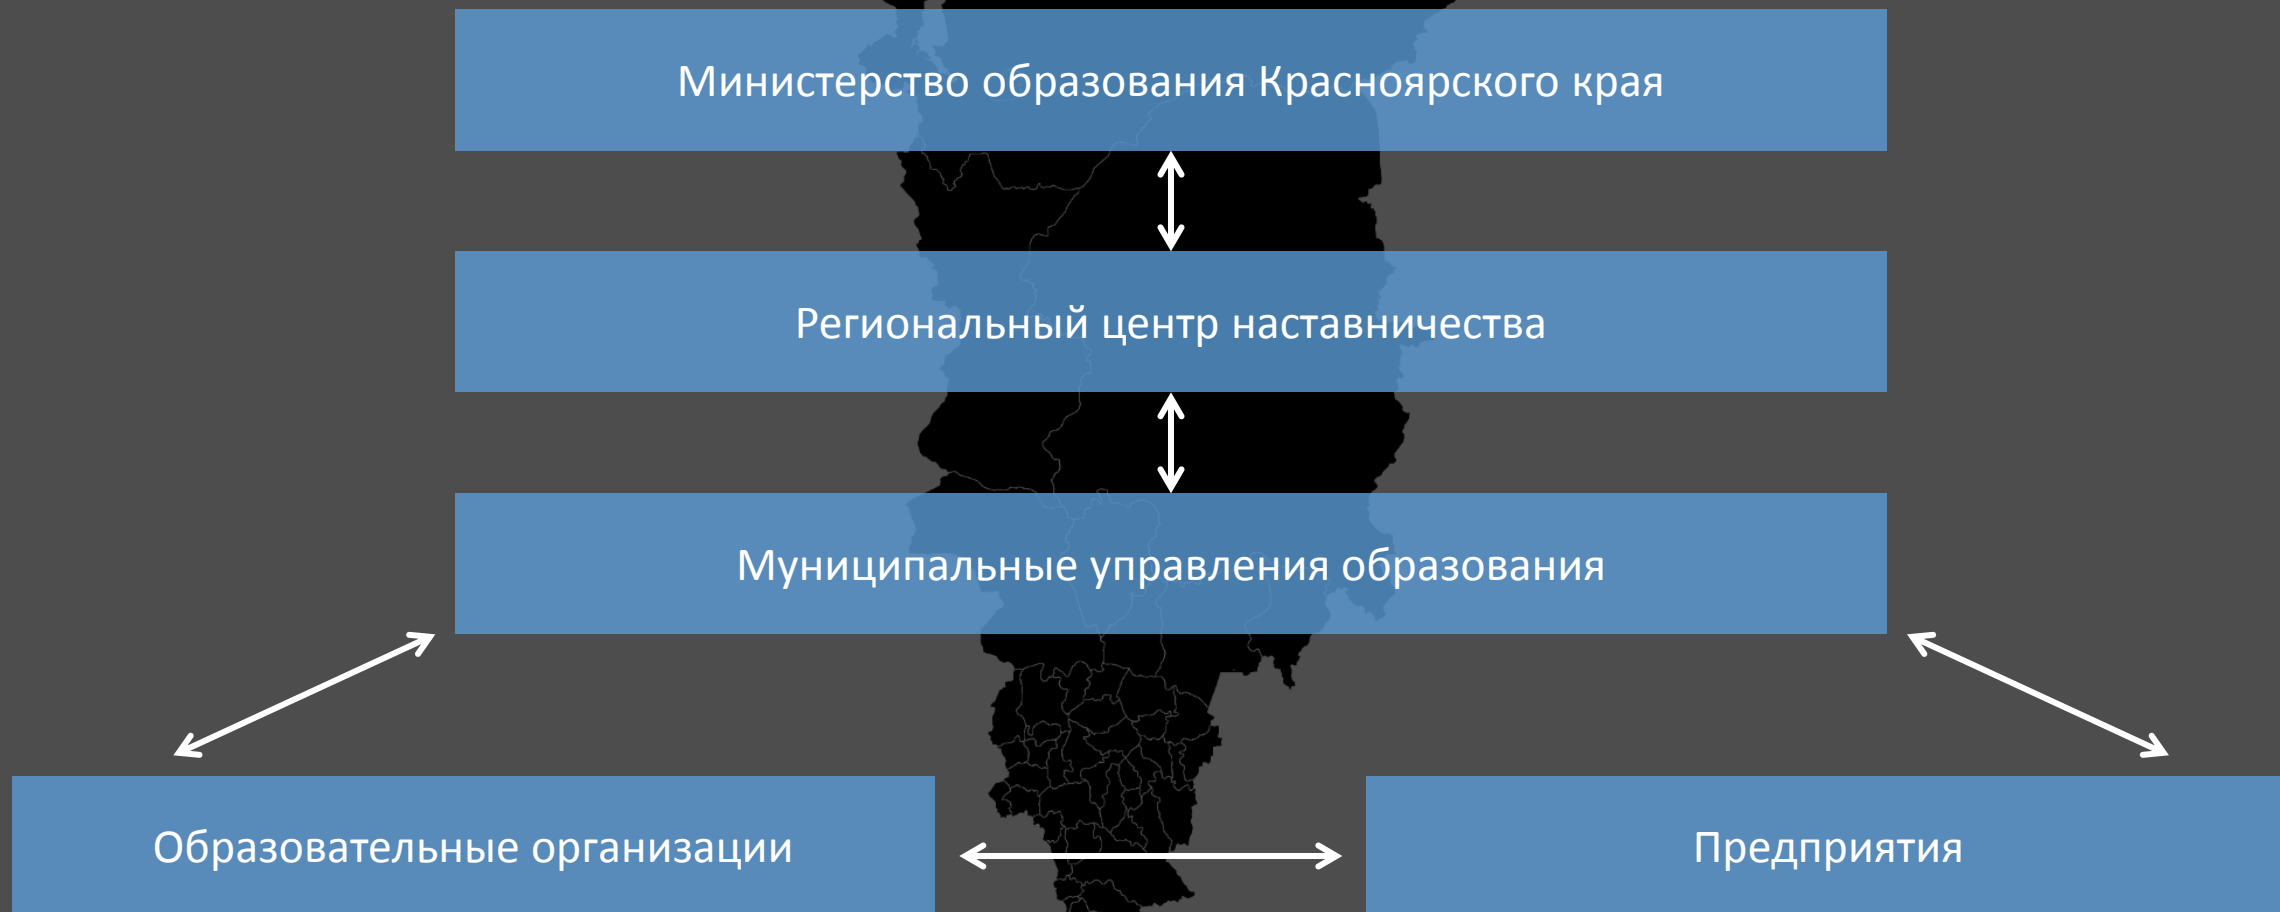 Министерство образования Красноярского края
Региональный центр наставничества
Муниципальные управления образования
Образовательные организации
Предприятия